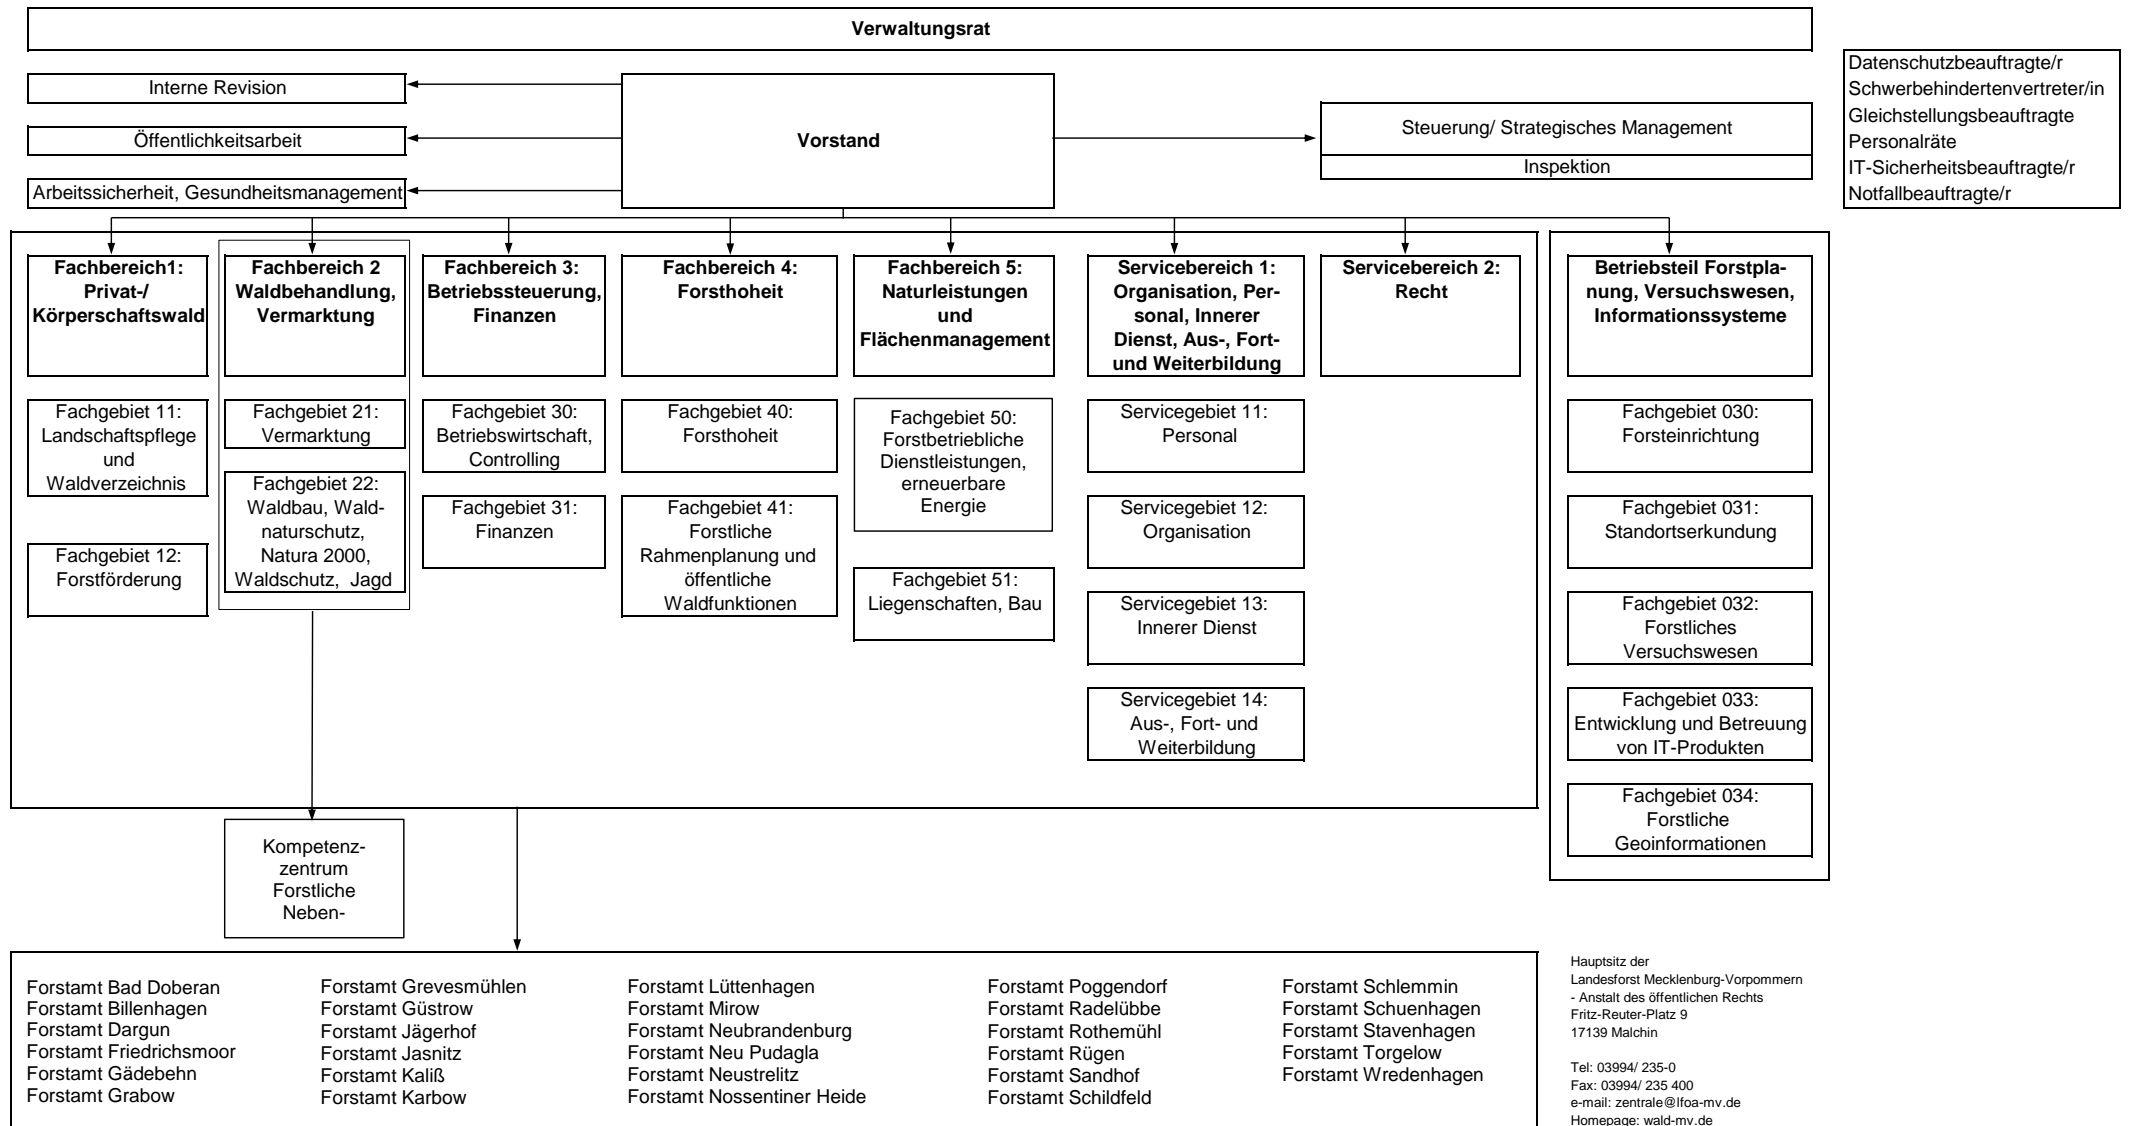 Verwaltungsrat
Interne Revision
Öffentlichkeitsarbeit
Arbeitssicherheit, Gesundheitsmanagement
Vorstand
Steuerung/ Strategisches Management
Inspektion
Datenschutzbeauftragte/r
Schwerbehindertenvertreter/in
Gleichstellungsbeauftragte
Personalräte
IT-Sicherheitsbeauftragte/r
Notfallbeauftragte/r
Fachbereich1:
Privat-/
Körperschaftswald
Fachgebiet 11:
Landschaftspflege
und
Waldverzeichnis
Fachgebiet 12:
Forstförderung
Fachbereich 2
Waldbehandlung,
Vermarktung
Fachgebiet 21:
Vermarktung
Fachgebiet 22:
Waldbau, Wald-
naturschutz,
Natura 2000,
Waldschutz, Jagd
Fachbereich 3:
Betriebssteuerung,
Finanzen
Fachgebiet 30:
Betriebswirtschaft,
Controlling
Fachgebiet 31:
Finanzen
Fachbereich 4:
Forsthoheit
Fachgebiet 40:
Forsthoheit
Fachgebiet 41:
Forstliche
Rahmenplanung und
öffentliche
Waldfunktionen
Fachbereich 5:
Naturleistungen
und
Flächenmanagement
Fachgebiet 50:
Forstbetriebliche
Dienstleistungen,
erneuerbare
Energie
Fachgebiet 51:
Liegenschaften, Bau
Servicebereich 1:
Organisation, Per-
sonal, Innerer
Dienst, Aus-, Fort-
und Weiterbildung
Servicegebiet 11:
Personal
Servicegebiet 12:
Organisation
Servicegebiet 13:
Innerer Dienst
Servicegebiet 14:
Aus-, Fort- und
Weiterbildung
Servicebereich 2:
Recht
Betriebsteil Forstpla-
nung, Versuchswesen,
Informationssysteme
Fachgebiet 030:
Forsteinrichtung
Fachgebiet 031:
Standortserkundung
Fachgebiet 032:
Forstliches
Versuchswesen
Fachgebiet 033:
Entwicklung und Betreuung
von IT-Produkten
Fachgebiet 034:
Forstliche
Geoinformationen
Kompetenz-
zentrum
Forstliche
Neben-
Forstamt Bad Doberan
Forstamt Billenhagen
Forstamt Dargun
Forstamt Friedrichsmoor
Forstamt Gädebehn
Forstamt Grabow
Forstamt Grevesmühlen
Forstamt Güstrow
Forstamt Jägerhof
Forstamt Jasnitz
Forstamt Kaliß
Forstamt Karbow
Forstamt Lüttenhagen
Forstamt Mirow
Forstamt Neubrandenburg
Forstamt Neu Pudagla
Forstamt Neustrelitz
Forstamt Nossentiner Heide
Forstamt Poggendorf
Forstamt Radelübbe
Forstamt Rothemühl
Forstamt Rügen
Forstamt Sandhof
Forstamt Schildfeld
Forstamt Schlemmin
Forstamt Schuenhagen
Forstamt Stavenhagen
Forstamt Torgelow
Forstamt Wredenhagen
Hauptsitz der
Landesforst Mecklenburg-Vorpommern
- Anstalt des öffentlichen Rechts
Fritz-Reuter-Platz 9
17139 Malchin
Tel: 03994/ 235-0
Fax: 03994/ 235 400
e-mail: zentrale@lfoa-mv.de
Homepage: wald-mv.de